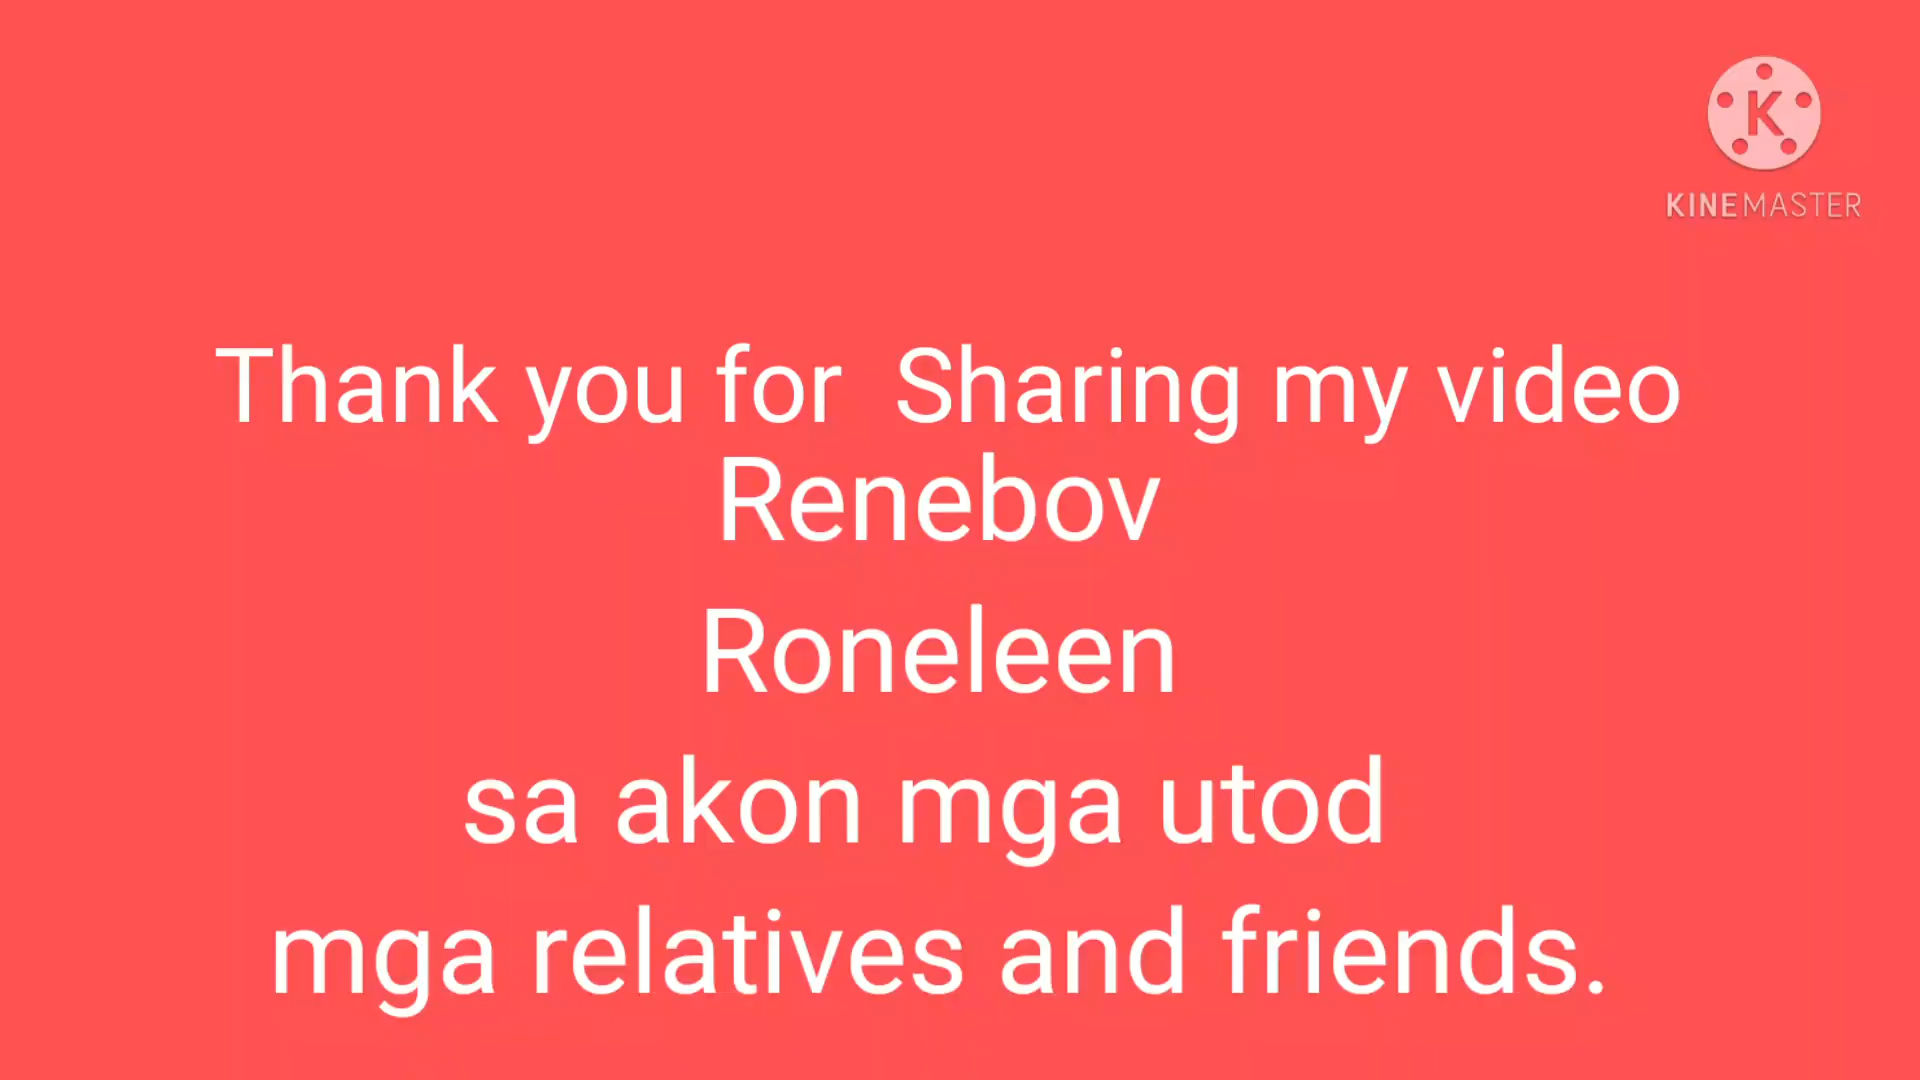 K
KINEMASTER
Thank you for Sharing my video
Renebov
Roneleen
sa akon mga utod
mga relatives and friends.